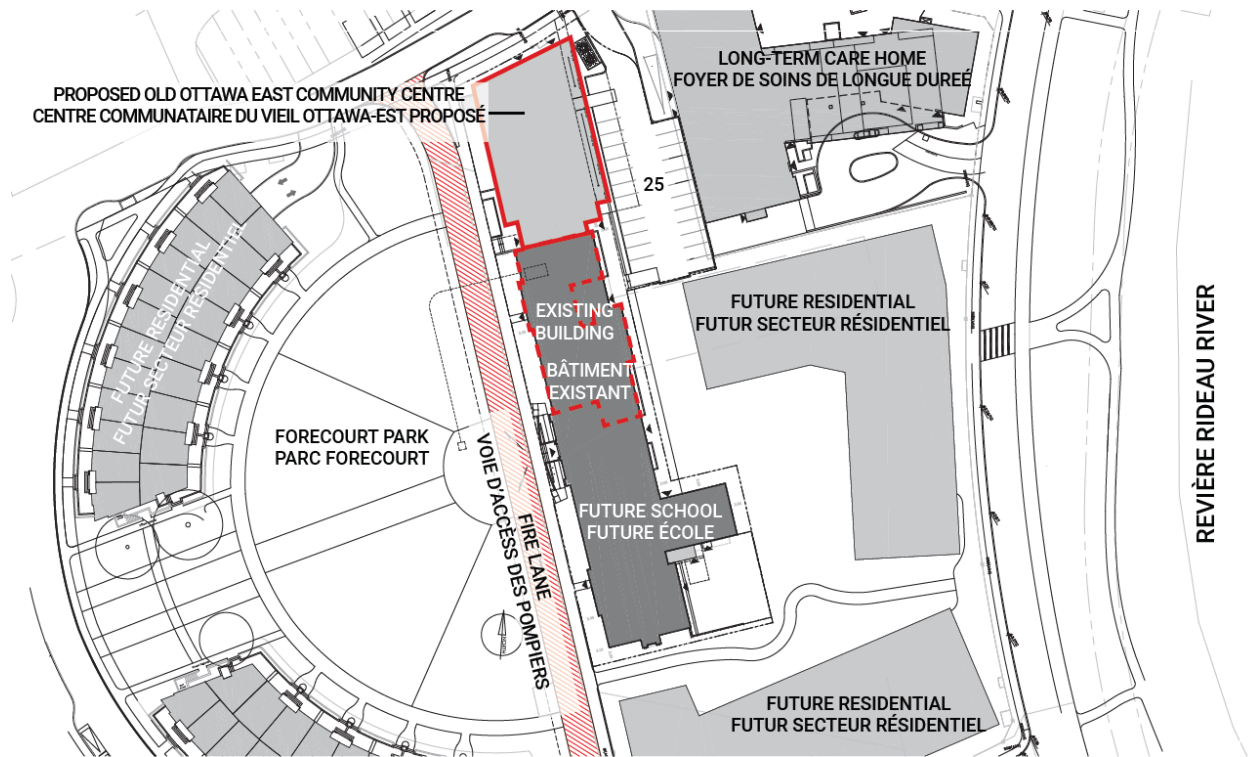 PROPOSED OLD OTTAWA EAST COMMUNITY CENTRE
CENTRE COMMUNATAIRE DU VIEIL OTTAWA-EST PROPOSÉ
LONG-TERM CARE HOME
FOYER DE SOINS DE LONGUE DUREÉ
25
FUTURE RESIDENTIAL
FUTUR SECTEUR RÉSIDENTIEL
EXISTING
BUILDING
BÂTIMENT
EXISTANT
FUTURE RESIDENTIAL
FUTUR SECTEUR RÉSIDENTIEL
REVIÈRE RIDEAU RIVER
FORECOURT PARK
PARC FORECOURT
FIRE LANE
VOIE D'ACCÈSS DES POMPIERS
FUTURE SCHOOL
FUTURE ÉCOLE
FUTURE RESIDENTIAL
FUTUR SECTEUR RÉSIDENTIEL